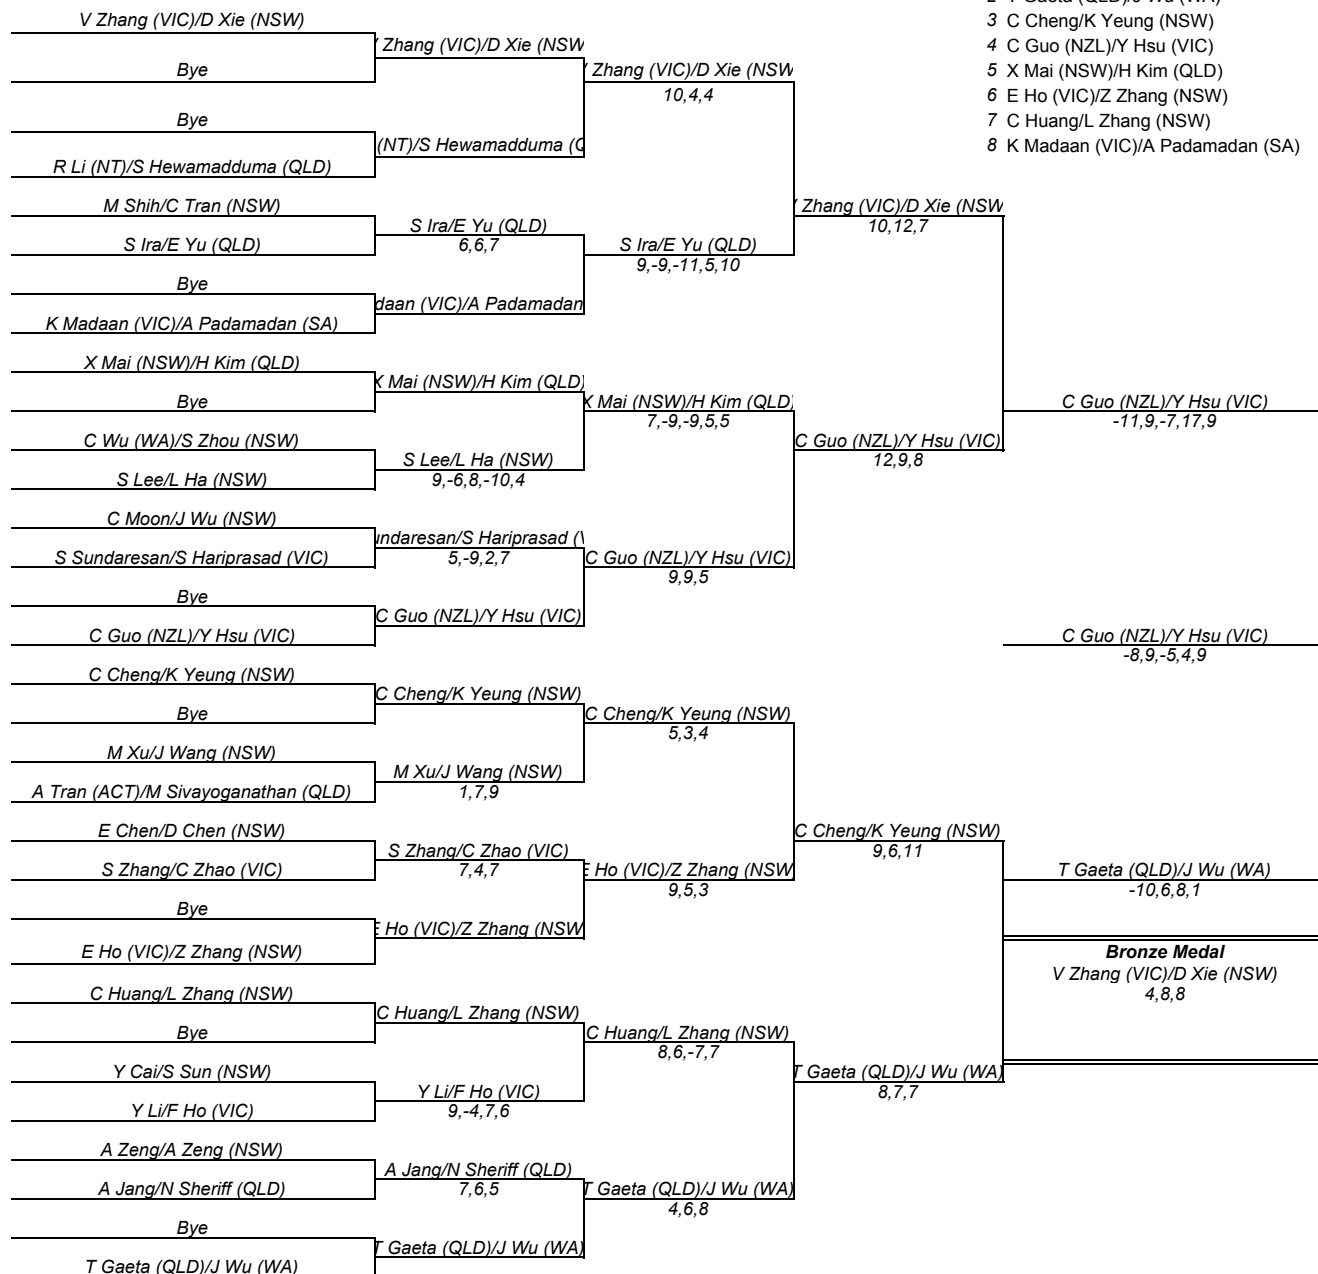 2 T Gaeta (QLD)/J Wu (WA)
3 C Cheng/K Yeung (NSW)
4 C Guo (NZL)/Y Hsu (VIC)
5 X Mai (NSW)/H Kim (QLD)
6 E Ho (VIC)/Z Zhang (NSW)
7 C Huang/L Zhang (NSW)
8 K Madaan (VIC)/A Padamadan (SA)
V Zhang (VIC)/D Xie (NSW)
Bye
Bye
R Li (NT)/S Hewamadduma (QLD)
M Shih/C Tran (NSW)
S Ira/E Yu (QLD)
Bye
K Madaan (VIC)/A Padamadan (SA)
X Mai (NSW)/H Kim (QLD)
Bye
C Wu (WA)/S Zhou (NSW)
S Lee/L Ha (NSW)
C Moon/J Wu (NSW)
S Sundaresan/S Hariprasad (VIC)
Bye
C Guo (NZL)/Y Hsu (VIC)
C Cheng/K Yeung (NSW)
Bye
M Xu/J Wang (NSW)
A Tran (ACT)/M Sivayoganathan (QLD)
E Chen/D Chen (NSW)
S Zhang/C Zhao (VIC)
Bye
E Ho (VIC)/Z Zhang (NSW)
C Huang/L Zhang (NSW)
Bye
Y Cai/S Sun (NSW)
Y Li/F Ho (VIC)
A Zeng/A Zeng (NSW)
A Jang/N Sheriff (QLD)
Bye
T Gaeta (QLD)/J Wu (WA)
Zhang (VIC)/D Xie (NSW
(NT)/S Hewamadduma (Q
S Ira/E Yu (QLD)
6,6,7
daan (VIC)/A Padamadan
X Mai (NSW)/H Kim (QLD)
S Lee/L Ha (NSW)
9,-6,8,-10,4
undaresan/S Hariprasad (V
5,-9,2,7
C Guo (NZL)/Y Hsu (VIC)
C Cheng/K Yeung (NSW)
M Xu/J Wang (NSW)
1,7,9
S Zhang/C Zhao (VIC)
7,4,7
E Ho (VIC)/Z Zhang (NSW
C Huang/L Zhang (NSW)
Y Li/F Ho (VIC)
9,-4,7,6
A Jang/N Sheriff (QLD)
7,6,5
T Gaeta (QLD)/J Wu (WA)
Zhang (VIC)/D Xie (NSW
10,4,4
S Ira/E Yu (QLD)
9,-9,-11,5,10
X Mai (NSW)/H Kim (QLD)
7,-9,-9,5,5
C Guo (NZL)/Y Hsu (VIC)
9,9,5
C Cheng/K Yeung (NSW)
5,3,4
E Ho (VIC)/Z Zhang (NSW
9,5,3
C Huang/L Zhang (NSW)
8,6,-7,7
T Gaeta (QLD)/J Wu (WA)
4,6,8
Zhang (VIC)/D Xie (NSW
10,12,7
C Guo (NZL)/Y Hsu (VIC)
12,9,8
C Cheng/K Yeung (NSW)
9,6,11
T Gaeta (QLD)/J Wu (WA)
8,7,7
C Guo (NZL)/Y Hsu (VIC)
-11,9,-7,17,9
C Guo (NZL)/Y Hsu (VIC)
-8,9,-5,4,9
T Gaeta (QLD)/J Wu (WA)
-10,6,8,1
Bronze Medal
V Zhang (VIC)/D Xie (NSW)
4,8,8